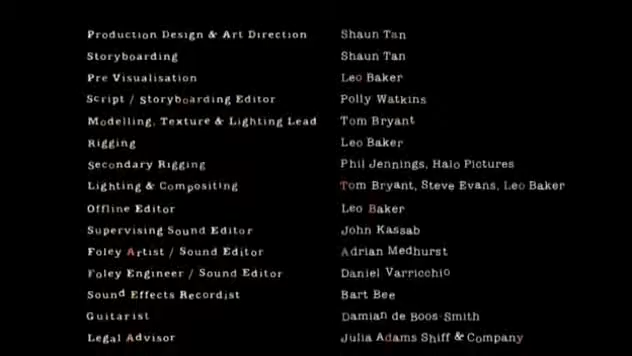 Production Design & Art Direction Shaun Tan
Storyboarding Shaun Tan
Pre Visualisation Leo Baker
Script / Storyboarding Editor Polly Watkins
Modelling, Texture & Lighting Lead Tom Bryant
Rigging Leo Baker
Secondary Rigging Phil Jennings, Halo Pictures
Lighting & Compositing Tom Bryant, Steve Evans, Leo Baker
Offline Editor Leo Baker
Supervising Sound Editor John Kassab
Foley Artist / Sound Editor Adrian Medhurst
Foley Engineer / Sound Editor Daniel Varricchio
Sound Effects Recordist Bart Bee
Guitarist Damian de Boos-Smith
Legal Advisor Julia Adams Shiff & Company